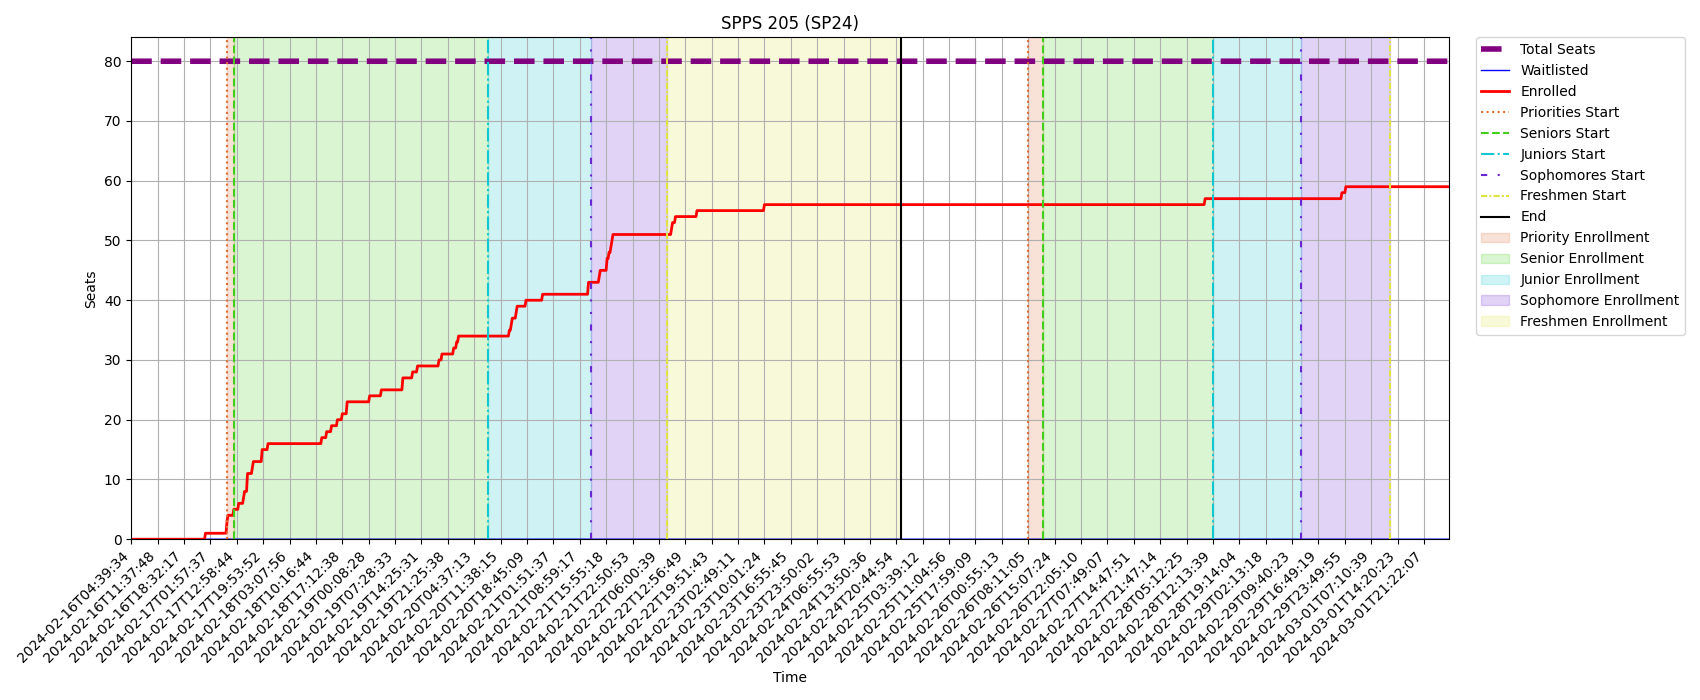 SPPS 205 (SP24)
Total Seats
Waitlisted
Enrolled
Priorities Start
Seniors Start
Juniors Start
Sophomores Start
Freshmen Start
End
Priority Enrollment
Senior Enrollment
Junior Enrollment
Sophomore Enrollment
Freshmen Enrollment
Seats
80
70
60
50
40
30
20
10
0
2024-02-16T04:39:34
2024-02-16T11:37:48
2024-02-16T18:32:17
2024-02-17T01:57:37
2024-02-17T12:58:44
2024-02-17T19:53:52
2024-02-18T03:07:56
2024-02-18T10:16:44
2024-02-18T17:12:38
2024-02-19T00:08:28
2024-02-19T07:28:33
2024-02-19T14:25:31
2024-02-19T21:25:38
2024-02-20T04:37:13
2024-02-20T11:38:15
2024-02-20T18:45:09
2024-02-21T01:51:37
2024-02-21T08:59:17
2024-02-21T15:55:18
2024-02-21T22:50:53
2024-02-22T06:00:39
2024-02-22T12:56:49
2024-02-22T19:51:43
2024-02-23T02:49:11
2024-02-23T10:01:24
2024-02-23T16:55:45
2024-02-23T23:50:02
2024-02-24T06:55:53
2024-02-24T13:50:36
2024-02-24T20:44:54
2024-02-25T03:39:12
2024-02-25T11:04:56
2024-02-25T17:59:09
2024-02-26T00:55:13
2024-02-26T08:11:05
2024-02-26T15:07:24
2024-02-26T22:05:10
2024-02-27T07:49:07
2024-02-27T14:47:51
2024-02-27T21:47:14
2024-02-28T05:12:25
2024-02-28T12:13:39
2024-02-28T19:14:04
2024-02-29T02:13:18
2024-02-29T09:40:23
2024-02-29T16:49:19
2024-02-29T23:49:55
2024-03-01T07:10:39
2024-03-01T14:20:23
2024-03-01T21:22:07
Time